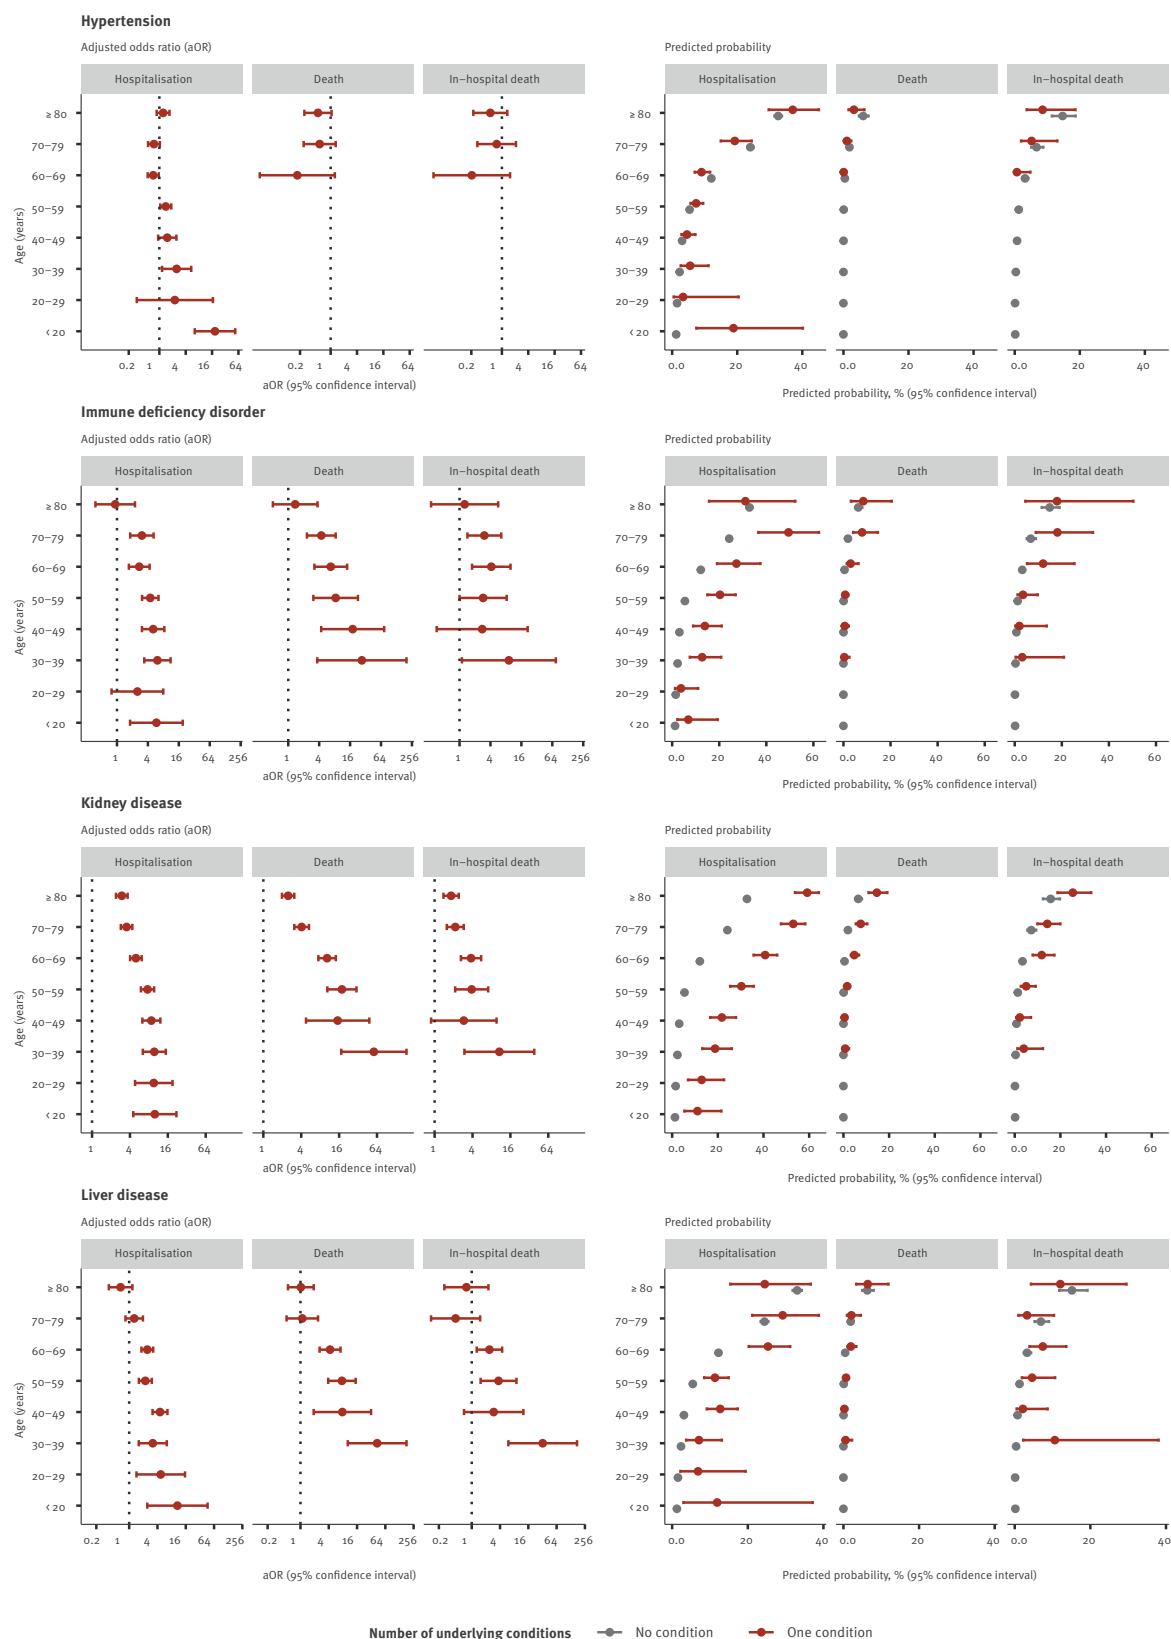 Hypertension
Adjusted odds ratio (aOR)
Predicted probability
Hospitalisation Death In–hospital death
Hospitalisation Death In–hospital death
Age (years)
≥ 80
70–79
60–69
50–59
40–49
30–39
20–29
< 20
0.2 1 4 16 64 0.2 1 4 16 64 0.2 1 4 16 64
0.0 20 40 0.0 20 40 0.0 20 40
aOR (95% confidence interval)
Predicted probability, % (95% confidence interval)
Immune deficiency disorder
Adjusted odds ratio (aOR)
Predicted probability
Hospitalisation Death In–hospital death
Hospitalisation Death In–hospital death
Age (years)
≥ 80
70–79
60–69
50–59
40–49
30–39
20–29
< 20
1 4 16 64 256 1 4 16 64 256 1 4 16 64 256
0.0 20 40 60 0.0 20 40 60 0.0 20 40 60
aOR (95% confidence interval)
Predicted probability, % (95% confidence interval)
Kidney disease
Adjusted odds ratio (aOR)
Predicted probability
Hospitalisation Death In–hospital death
Hospitalisation Death In–hospital death
Age (years)
≥ 80
70–79
60–69
50–59
40–49
30–39
20–29
< 20
1 4 16 64 1 4 16 64 1 4 16 64
0.0 20 40 60 0.0 20 40 60 0.0 20 40 60
aOR (95% confidence interval)
Predicted probability, % (95% confidence interval)
Liver disease
Adjusted odds ratio (aOR)
Predicted probability
Hospitalisation Death In–hospital death
Hospitalisation Death In–hospital death
Age (years)
≥ 80
70–79
60–69
50–59
40–49
30–39
20–29
< 20
0.2 1 4 16 64 256 0.2 1 4 16 64 256 0.2 1 4 16 64 256
0.0 20 40 0.0 20 40 0.0 20 40
aOR (95% confidence interval)
Predicted probability, % (95% confidence interval)
Number of underlying conditions No condition One condition